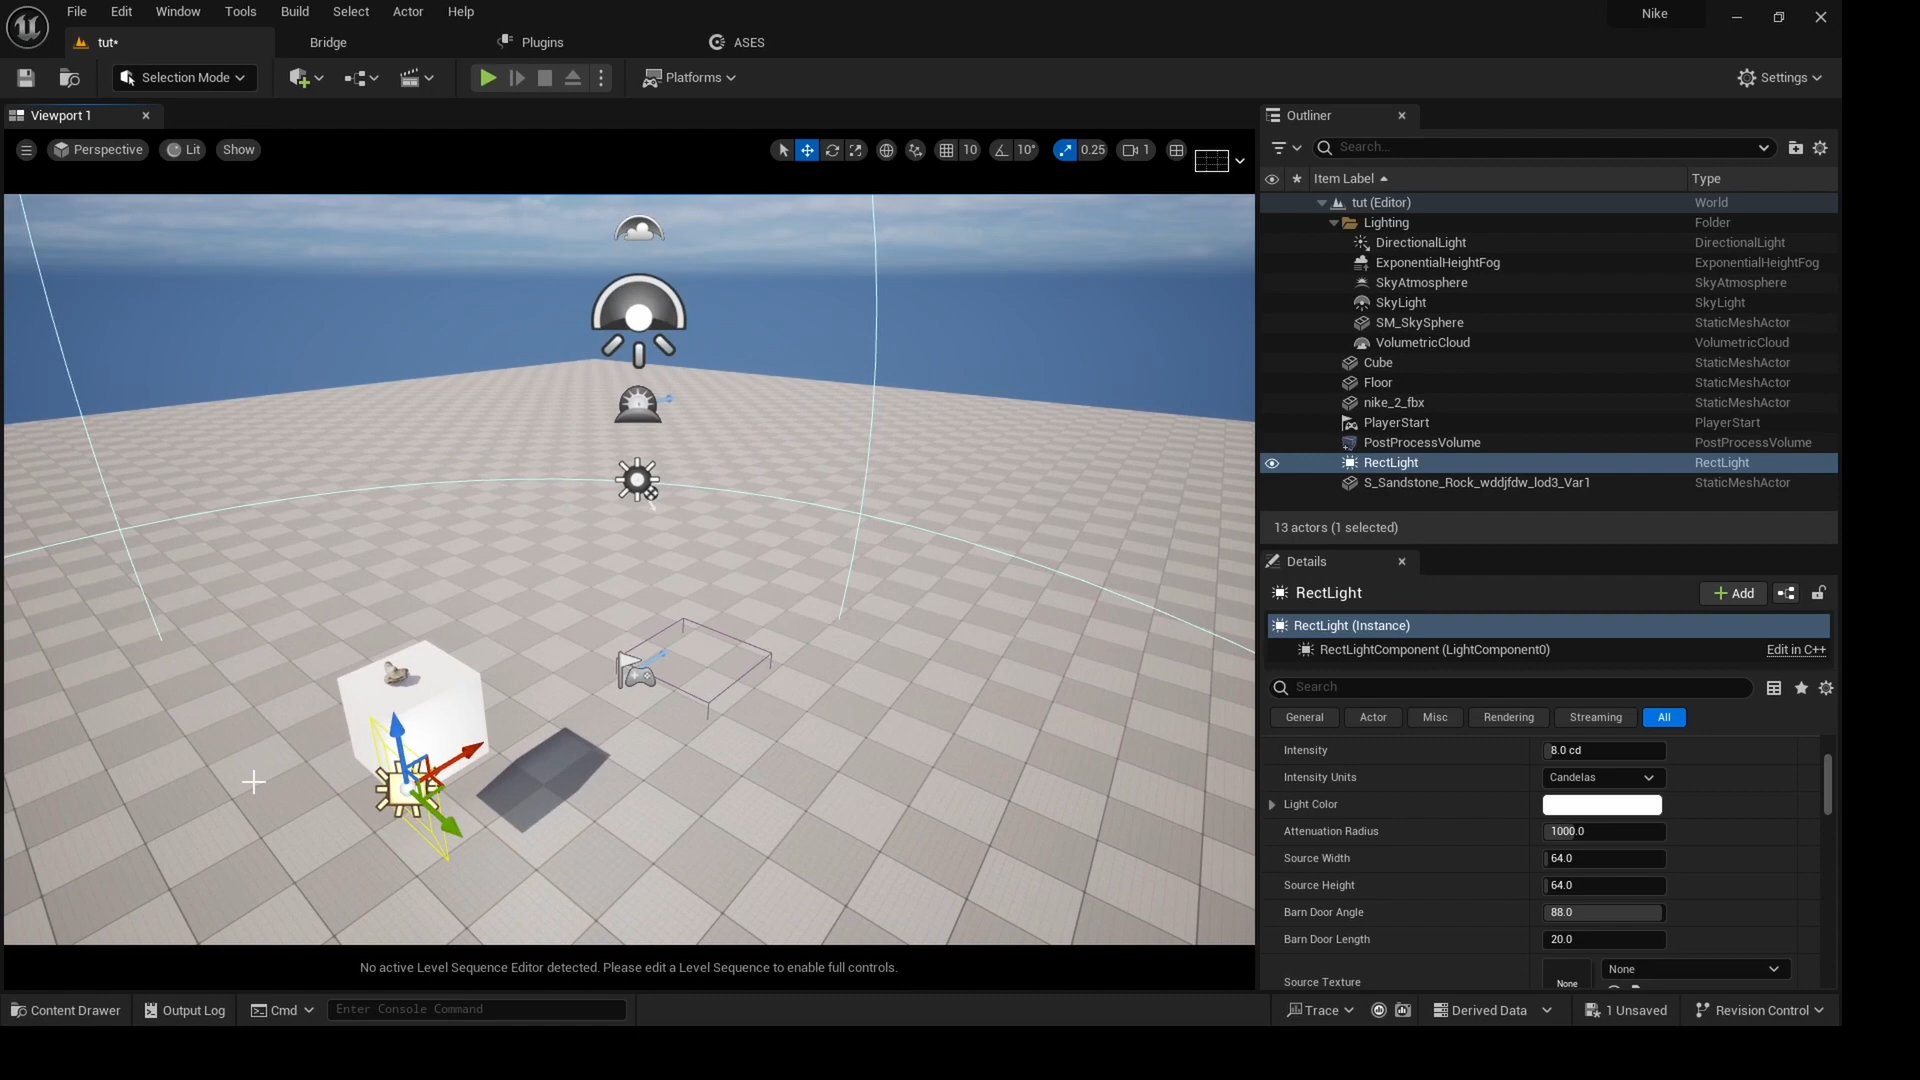 File Edit Window Tools Build Select Actor Help
Nike
tut*
Bridge
Plugins
ASES
Selection Mode
Platforms
Settings
Viewport 1
Outliner
Perspective
Lit
Show
10
10°
0.25
1
Search...
Item Label
Type
tut (Editor)
World
Lighting
Folder
DirectionalLight
DirectionalLight
ExponentialHeightFog
ExponentialHeightFog
SkyAtmosphere
SkyAtmosphere
SkyLight
SkyLight
SM_SkySphere
StaticMeshActor
VolumetricCloud
VolumetricCloud
Cube
StaticMeshActor
Floor
StaticMeshActor
nike_2_fbx
StaticMeshActor
PlayerStart
PlayerStart
PostProcessVolume
PostProcessVolume
RectLight
RectLight
S_Sandstone_Rock_wddjfdw_lod3_Var1
StaticMeshActor
13 actors (1 selected)
Details
RectLight
Add
RectLight (Instance)
RectLightComponent (LightComponent0)
Edit in C++
Search
General
Actor
Misc
Rendering
Streaming
All
Intensity
8.0 cd
Intensity Units
Candelas
Light Color
Attenuation Radius
1000.0
Source Width
64.0
Source Height
64.0
Barn Door Angle
88.0
Barn Door Length
20.0
Source Texture
None
None
No active Level Sequence Editor detected. Please edit a Level Sequence to enable full controls.
Content Drawer
Output Log
Cmd
Enter Console Command
Trace
Derived Data
1 Unsaved
Revision Control